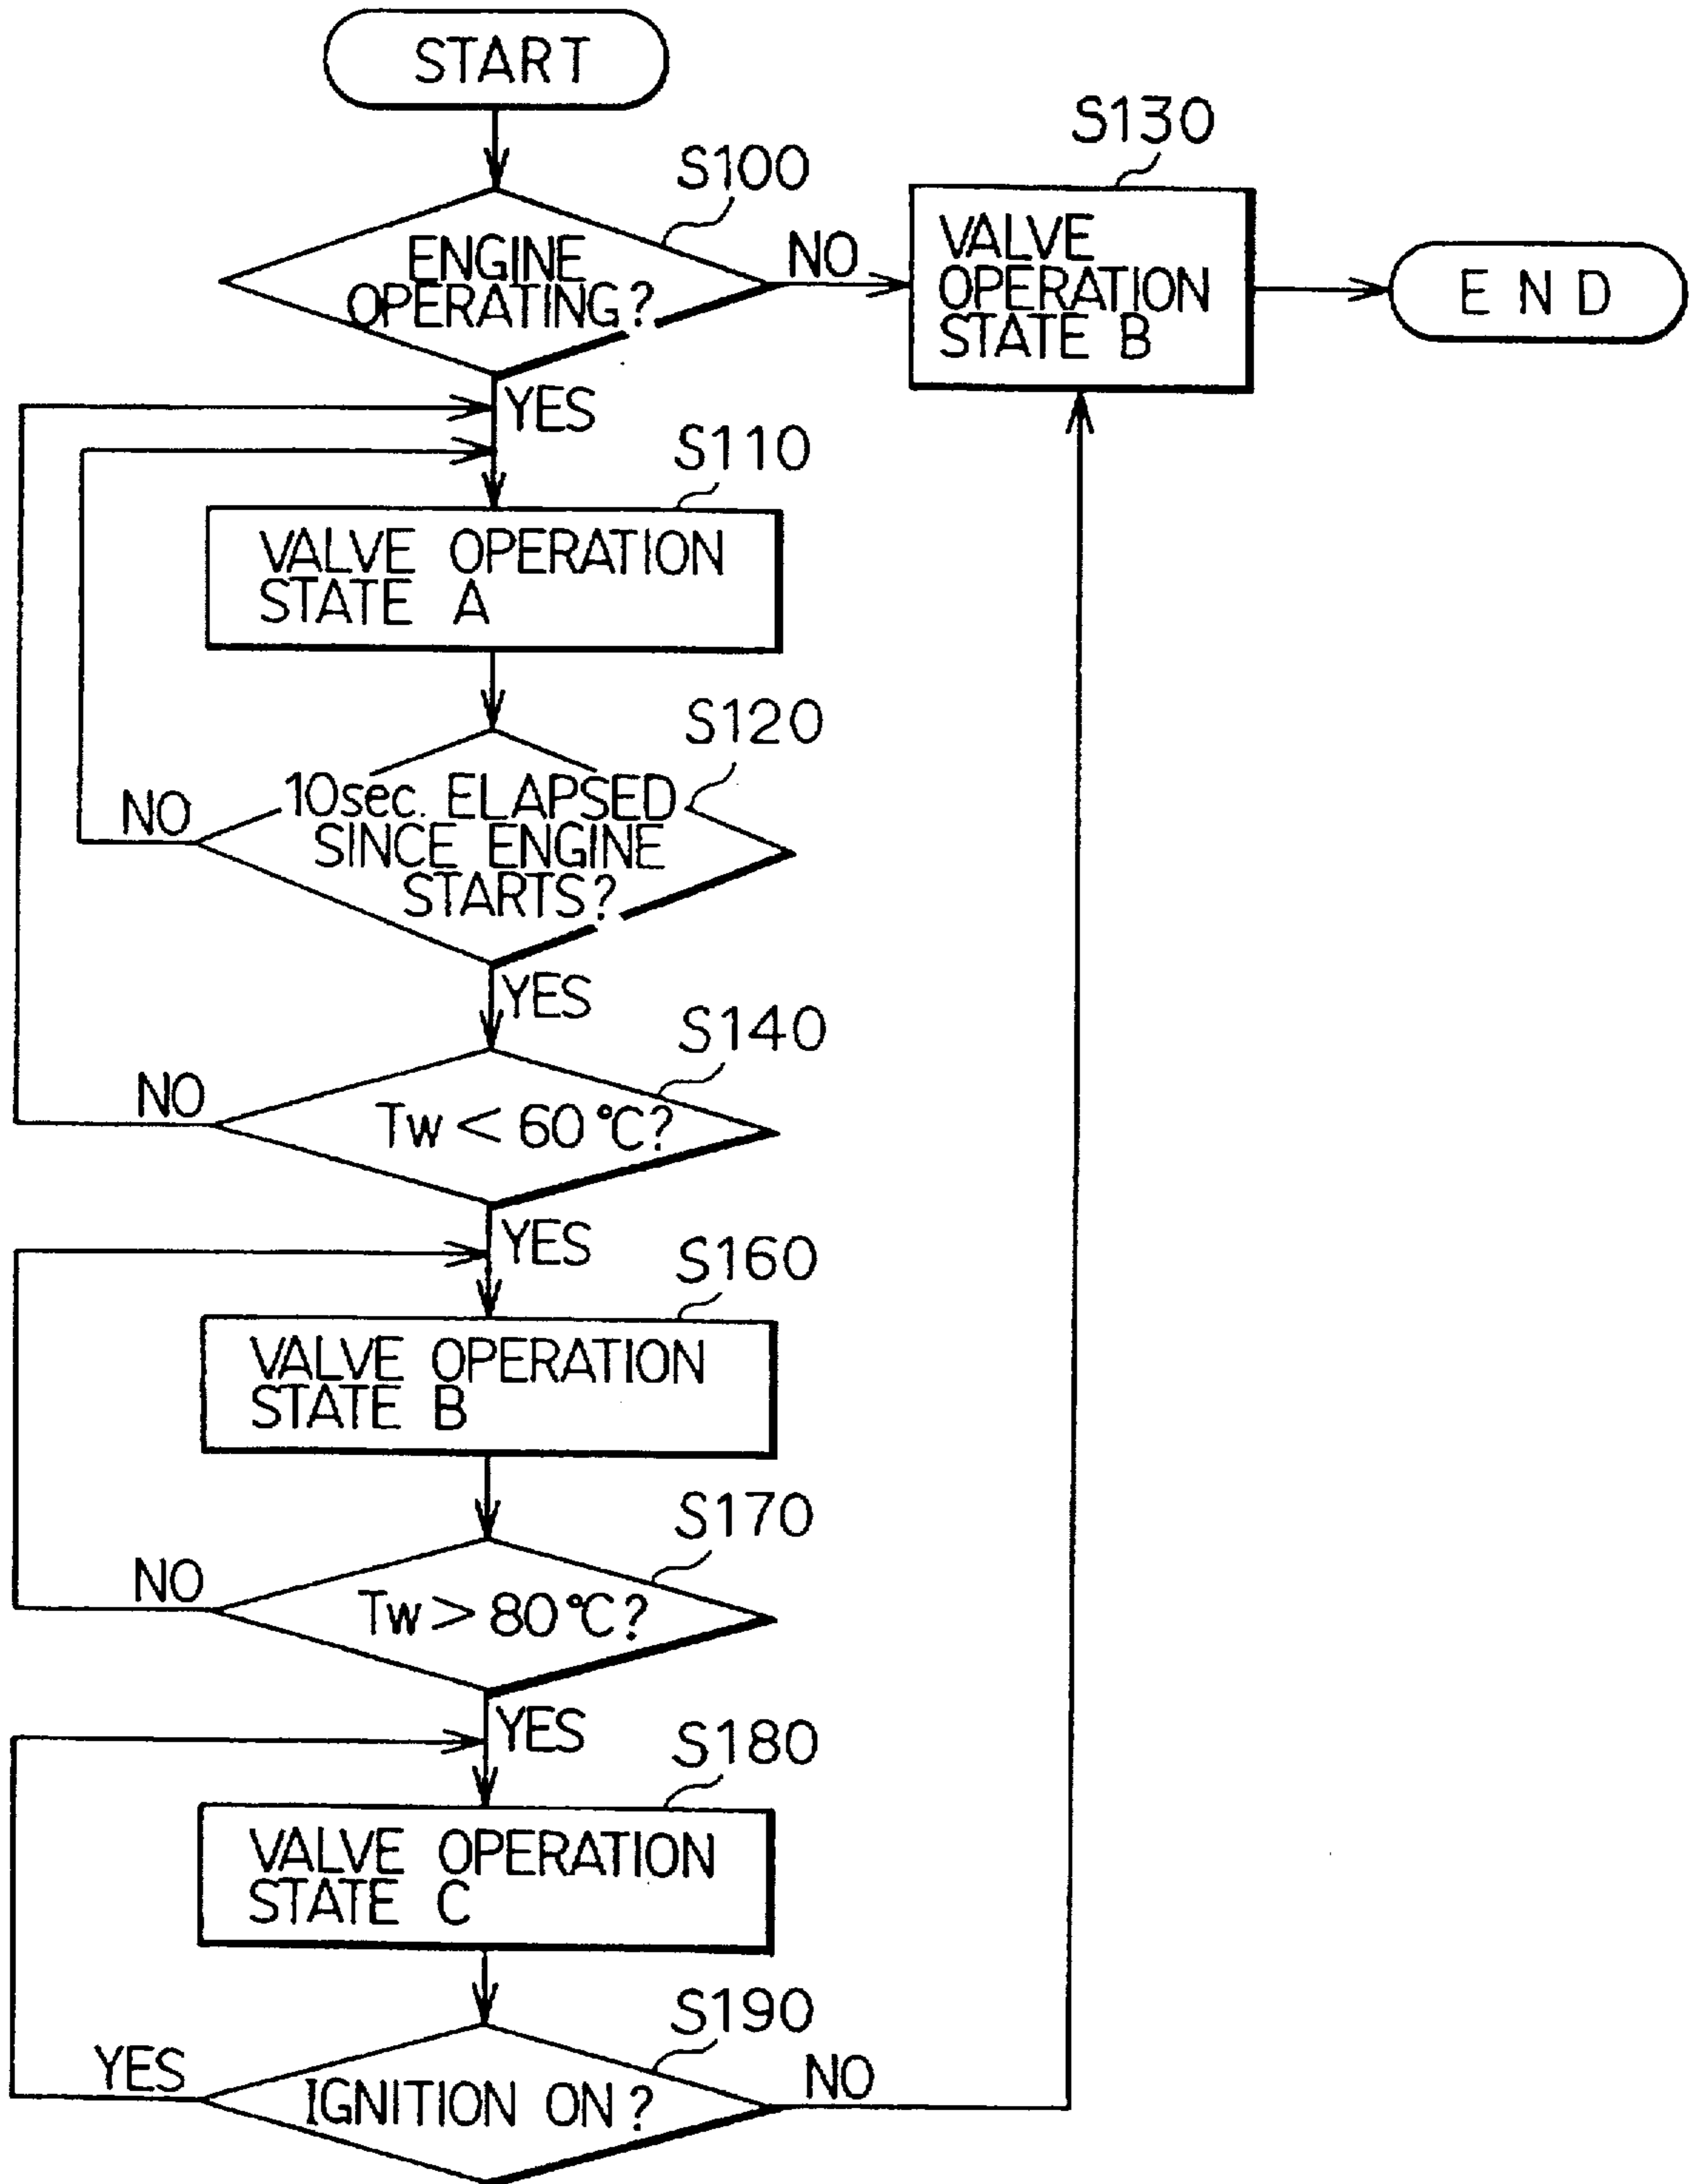 START
S100
ENGINE
OPERATING?
NO
S130
VALVE
OPERATION
STATE B
E N D
YES
S110
VALVE OPERATION
STATE A
S120
10sec. ELAPSED
SINCE ENGINE
STARTS?
NO
YES
S140
Tw < 60°C?
NO
YES
S160
VALVE OPERATION
STATE B
S170
Tw > 80°C?
NO
YES
S180
VALVE OPERATION
STATE C
S190
IGNITION ON?
YES
NO